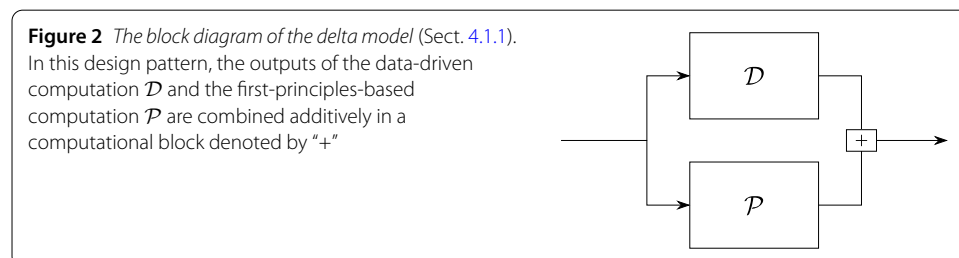 Figure 2 The block diagram of the delta model (Sect. 4.1.1).
In this design pattern, the outputs of the data-driven
computation 𝒟 and the first-principles-based
computation 𝒫 are combined additively in a
computational block denoted by “+”
𝒟
+
𝒫